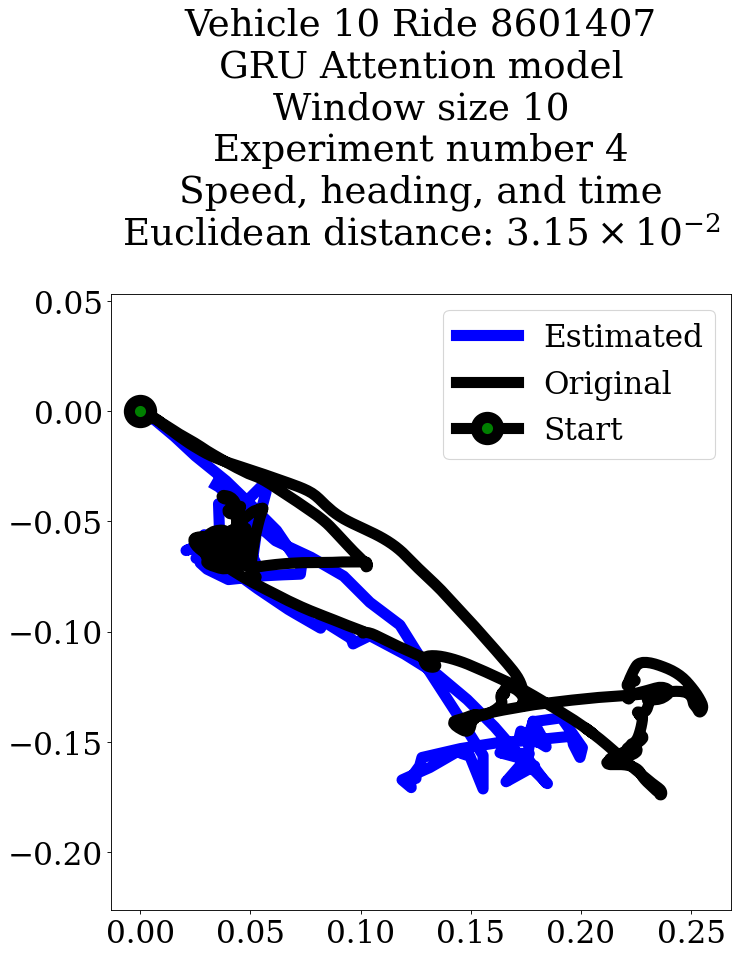 Vehicle 10 Ride 8601407
GRU Attention model
Window size 10
Experiment number 4
Speed, heading, and time
Euclidean distance: 3.15 × 10⁻²
Estimated
Original
Start
0.05
0.00
−0.05
−0.10
−0.15
−0.20
0.00 0.05 0.10 0.15 0.20 0.25